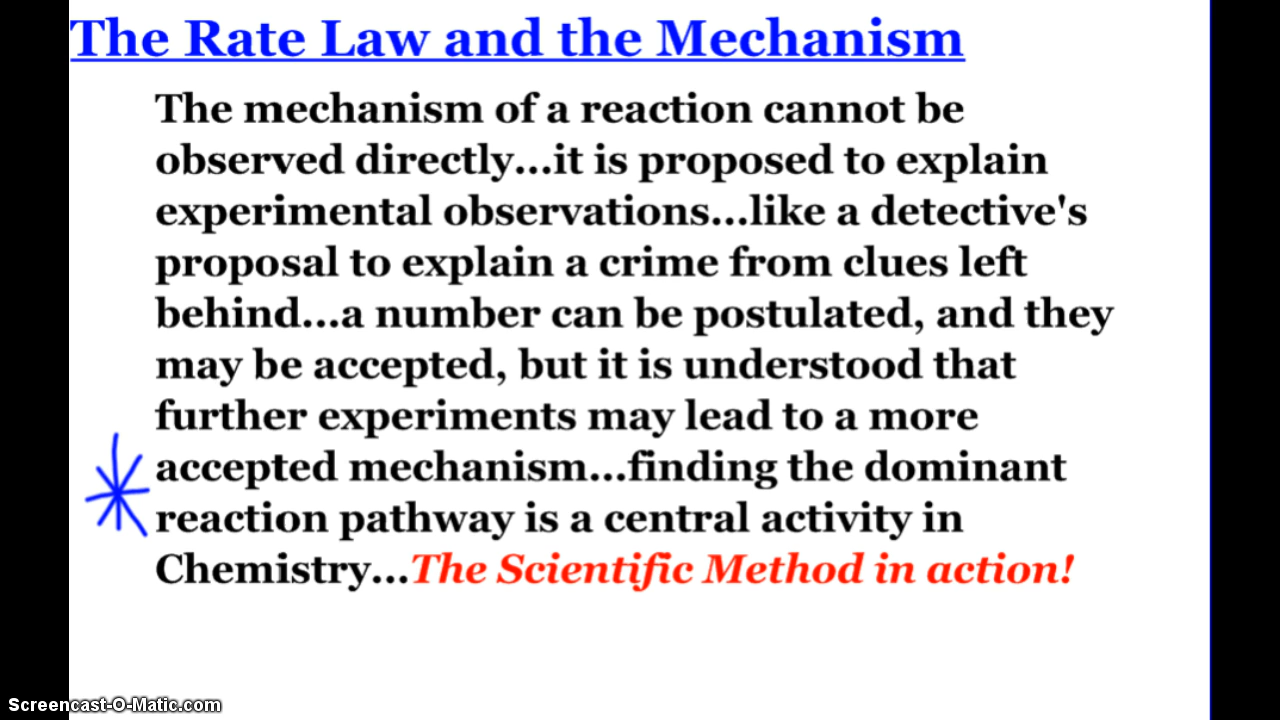 The Rate Law and the Mechanism
The mechanism of a reaction cannot be
observed directly...it is proposed to explain
experimental observations...like a detective's
proposal to explain a crime from clues left
behind...a number can be postulated, and they
may be accepted, but it is understood that
further experiments may lead to a more
accepted mechanism...finding the dominant
reaction pathway is a central activity in
Chemistry...The Scientific Method in action!
Screencast-O-Matic.com